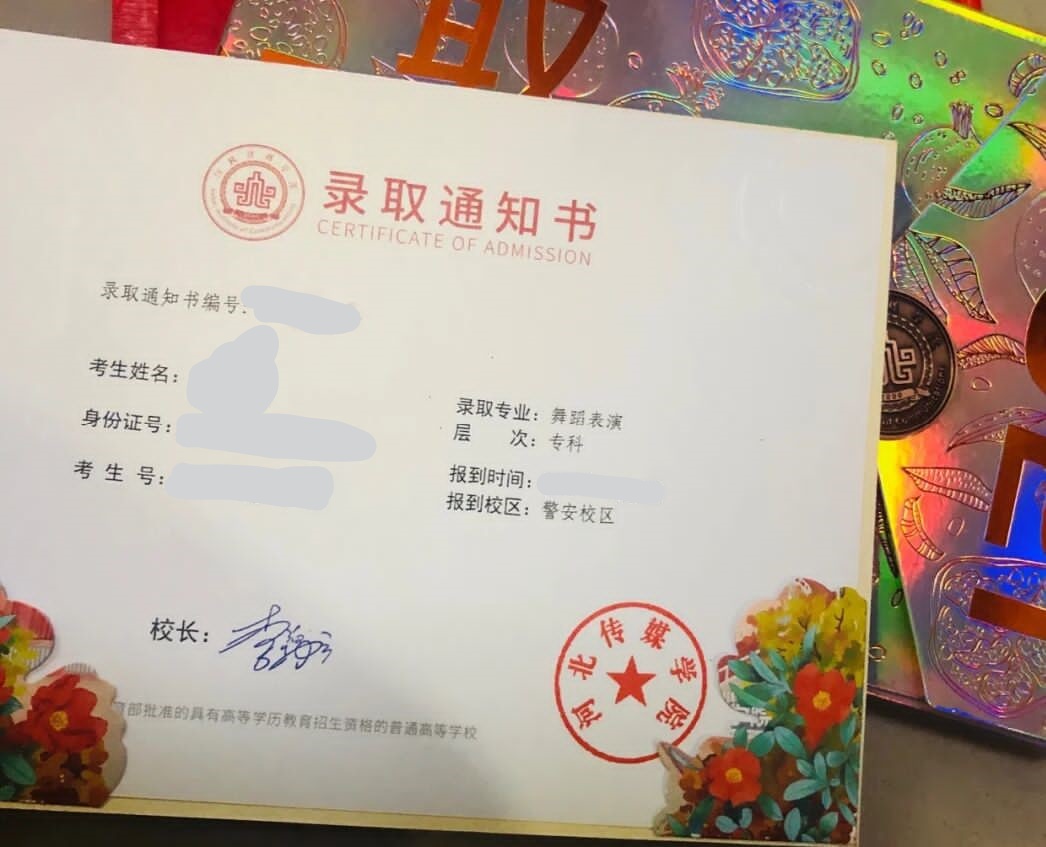 取
录取通知书
CERTIFICATE OF ADMISSION
录取通知书编号:
考生姓名：
身份证号：
考 生 号：
录取专业：舞蹈表演
层 次：专科
报到时间：
报到校区：警安校区
校长：
河北传媒学院
育部批准的具有高等学历教育招生资格的普通高等学校